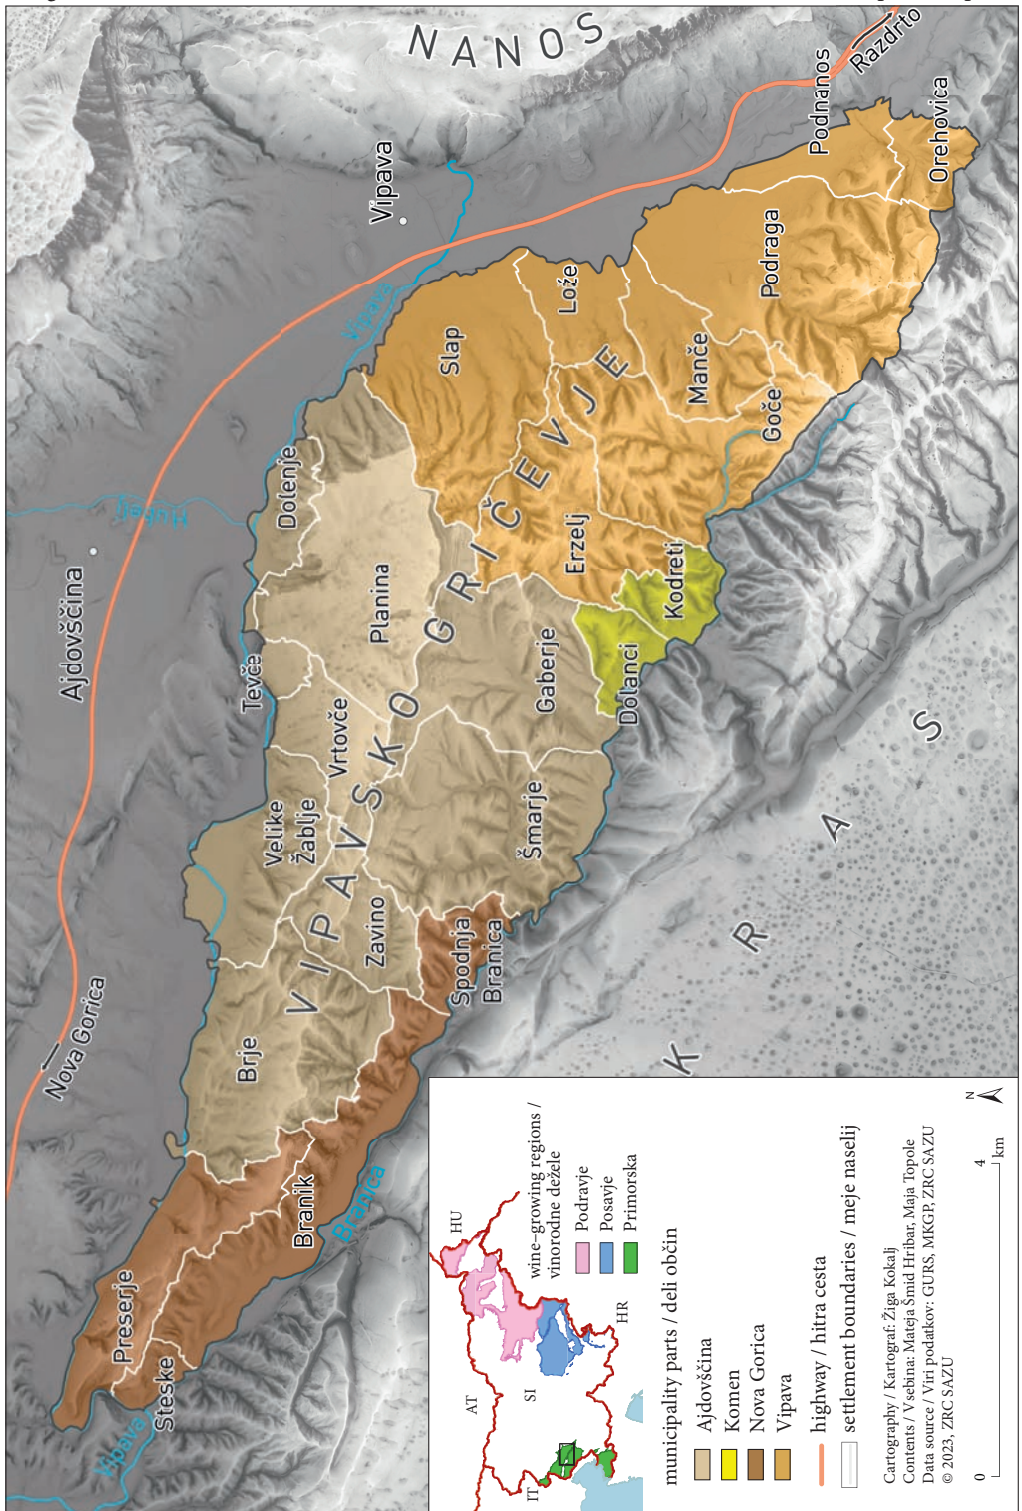 NANOS
Razdrto
Podnanos
Orehovica
Vipava
Podraga
Lože
Vipava
Slap
Manče
Goče
Hubelj
Dolenje
Ajdovščina
Planina
Erzelj
Kodreti
Tevče
Vrtovče
Gaberje
Dolanci
Velike
Žablje
Šmarje
VIPAVSKO GRIČEVJE
Zavino
Spodnja
Branica
Nova Gorica
Brje
KRAS
Branik
Branica
Preserje
Steske
Vipava
AT
HU
SI
HR
IT
wine-growing regions /
vinorodne dežele
Podravje
Posavje
Primorska
municipality parts / deli občin
Ajdovščina
Komen
Nova Gorica
Vipava
highway / hitra cesta
settlement boundaries / meje naselij
Cartography / Kartograf: Žiga Kokalj
Contents / Vsebina: Mateja Šmid Hribar, Maja Topole
Data source / Viri podatkov: GURS, MKGP, ZRC SAZU
© 2023, ZRC SAZU
N
0
4
km